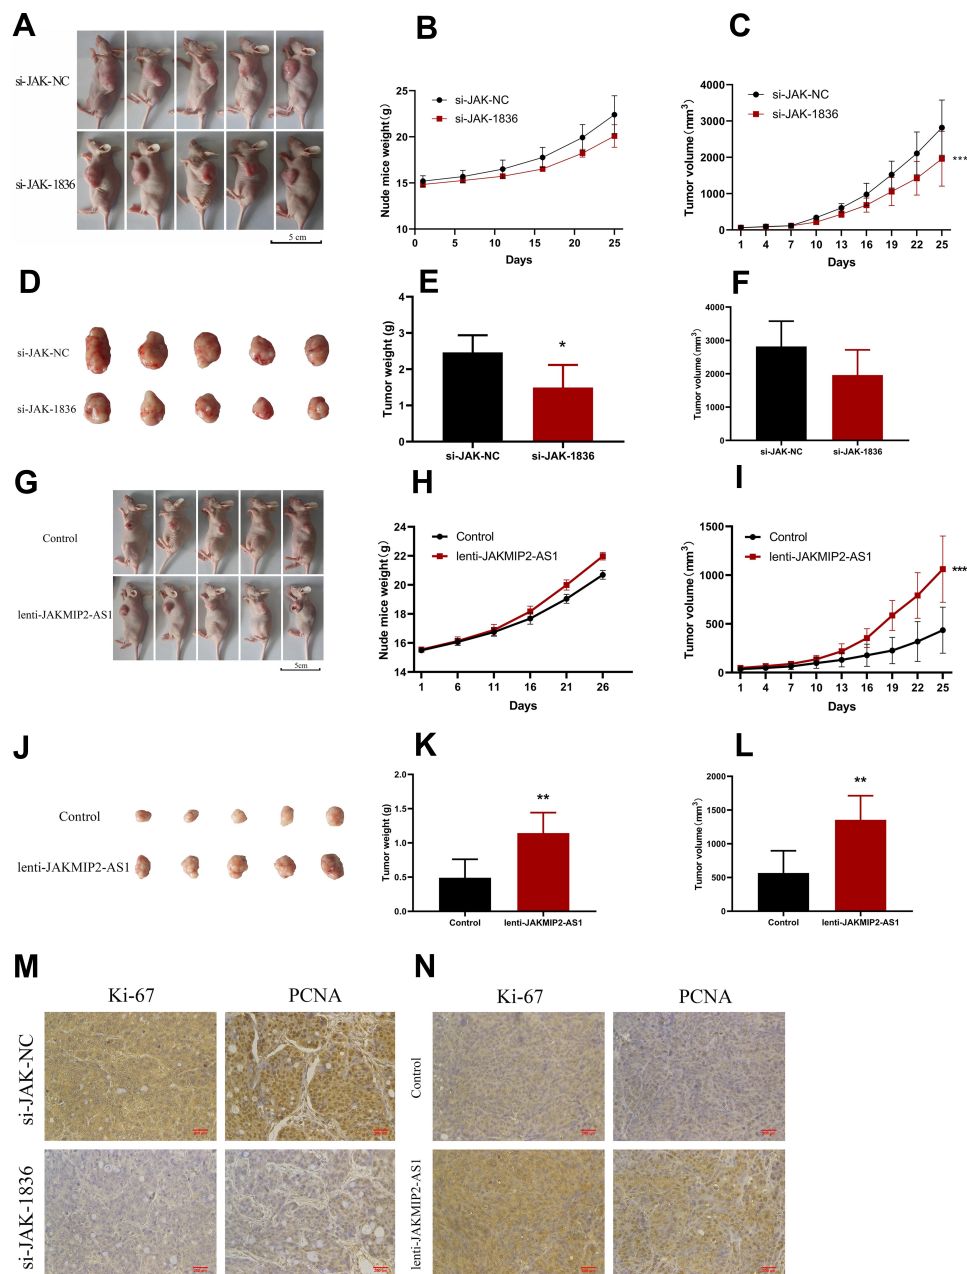 A
si-JAK-NC
si-JAK-1836
5 cm
B
Nude mice weight(g)
25
20
15
10
si-JAK-NC
si-JAK-1836
0 5 10 15 20 25
Days
C
Tumor volume(mm³)
4000
3000
2000
1000
0
si-JAK-NC
si-JAK-1836
***
1 4 7 10 13 16 19 22 25
Days
D
si-JAK-NC
si-JAK-1836
E
Tumor weight (g)
4
3
2
1
0
*
si-JAK-NC si-JAK-1836
F
Tumor volume(mm³)
4000
3000
2000
1000
0
si-JAK-NC si-JAK-1836
G
Control
lenti-JAKMIP2-AS1
5cm
H
Nude mice weight(g)
24
22
20
18
16
14
Control
lenti-JAKMIP2-AS1
1 6 11 16 21 26
Days
I
Tumor volume(mm³)
1500
1000
500
0
Control
lenti-JAKMIP2-AS1
***
1 4 7 10 13 16 19 22 25
Days
J
Control
lenti-JAKMIP2-AS1
K
Tumor weight (g)
2.0
1.5
1.0
0.5
0.0
**
Control lenti-JAKMIP2-AS1
L
Tumor volume(mm³)
2000
1500
1000
500
0
**
Control lenti-JAKMIP2-AS1
M
Ki-67 PCNA
si-JAK-NC
si-JAK-1836
N
Ki-67 PCNA
Control
lenti-JAKMIP2-AS1